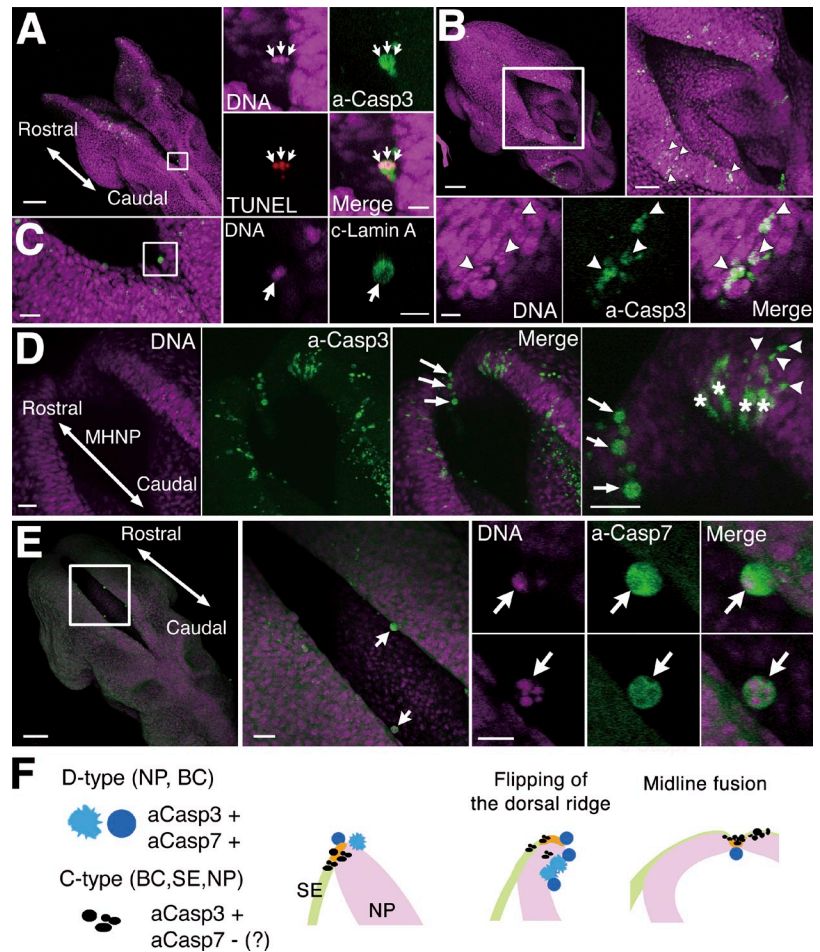 A
Rostral
Caudal
DNA
a-Casp3
TUNEL
Merge
B
DNA
a-Casp3
Merge
C
DNA
c-Lamin A
D
DNA
a-Casp3
Merge
Rostral
MHNP
Caudal
* * * *
E
Rostral
Caudal
DNA
a-Casp7
Merge
F
D-type (NP, BC)
aCasp3 +
aCasp7 +
C-type (BC,SE,NP)
aCasp3 +
aCasp7 - (?)
SE
NP
Flipping of
the dorsal ridge
Midline fusion